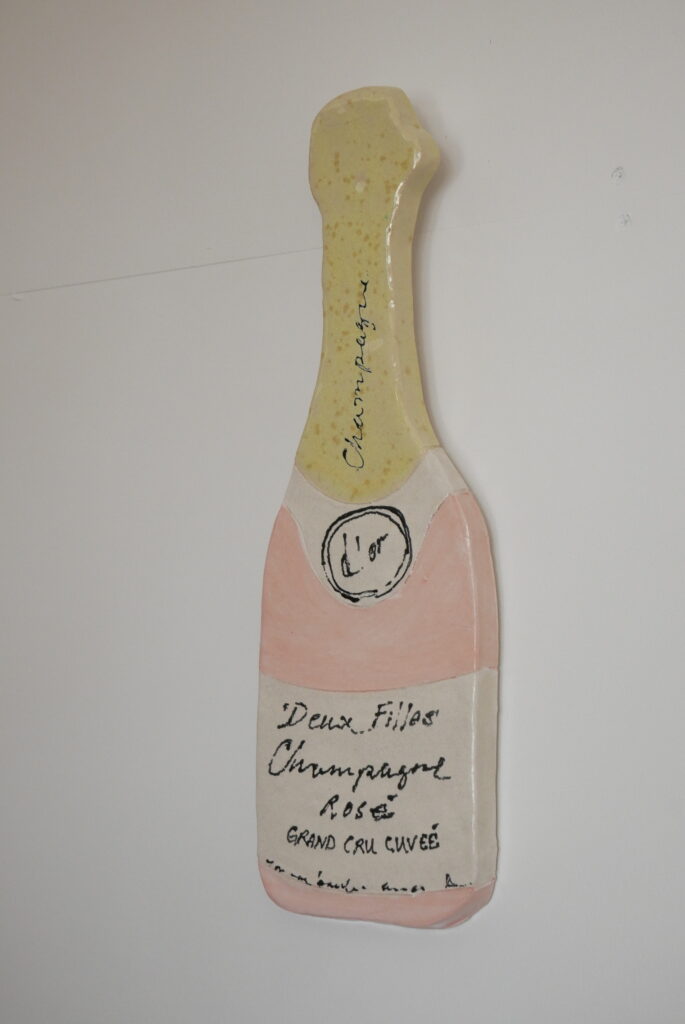 Champagne
D'or
Deux Filles
Champagne
ROSÉ
GRAND CRU CUVEÉ